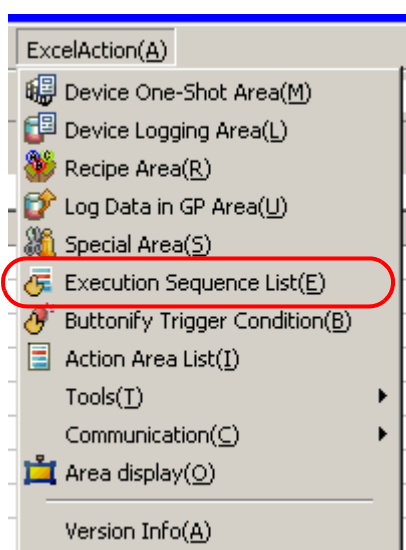 ExcelAction(A)
Device One-Shot Area(M)
Device Logging Area(L)
Recipe Area(R)
Log Data in GP Area(U)
Special Area(S)
Execution Sequence List(E)
Buttonify Trigger Condition(B)
Action Area List(I)
Tools(T)
Communication(C)
Area display(O)
Version Info(A)